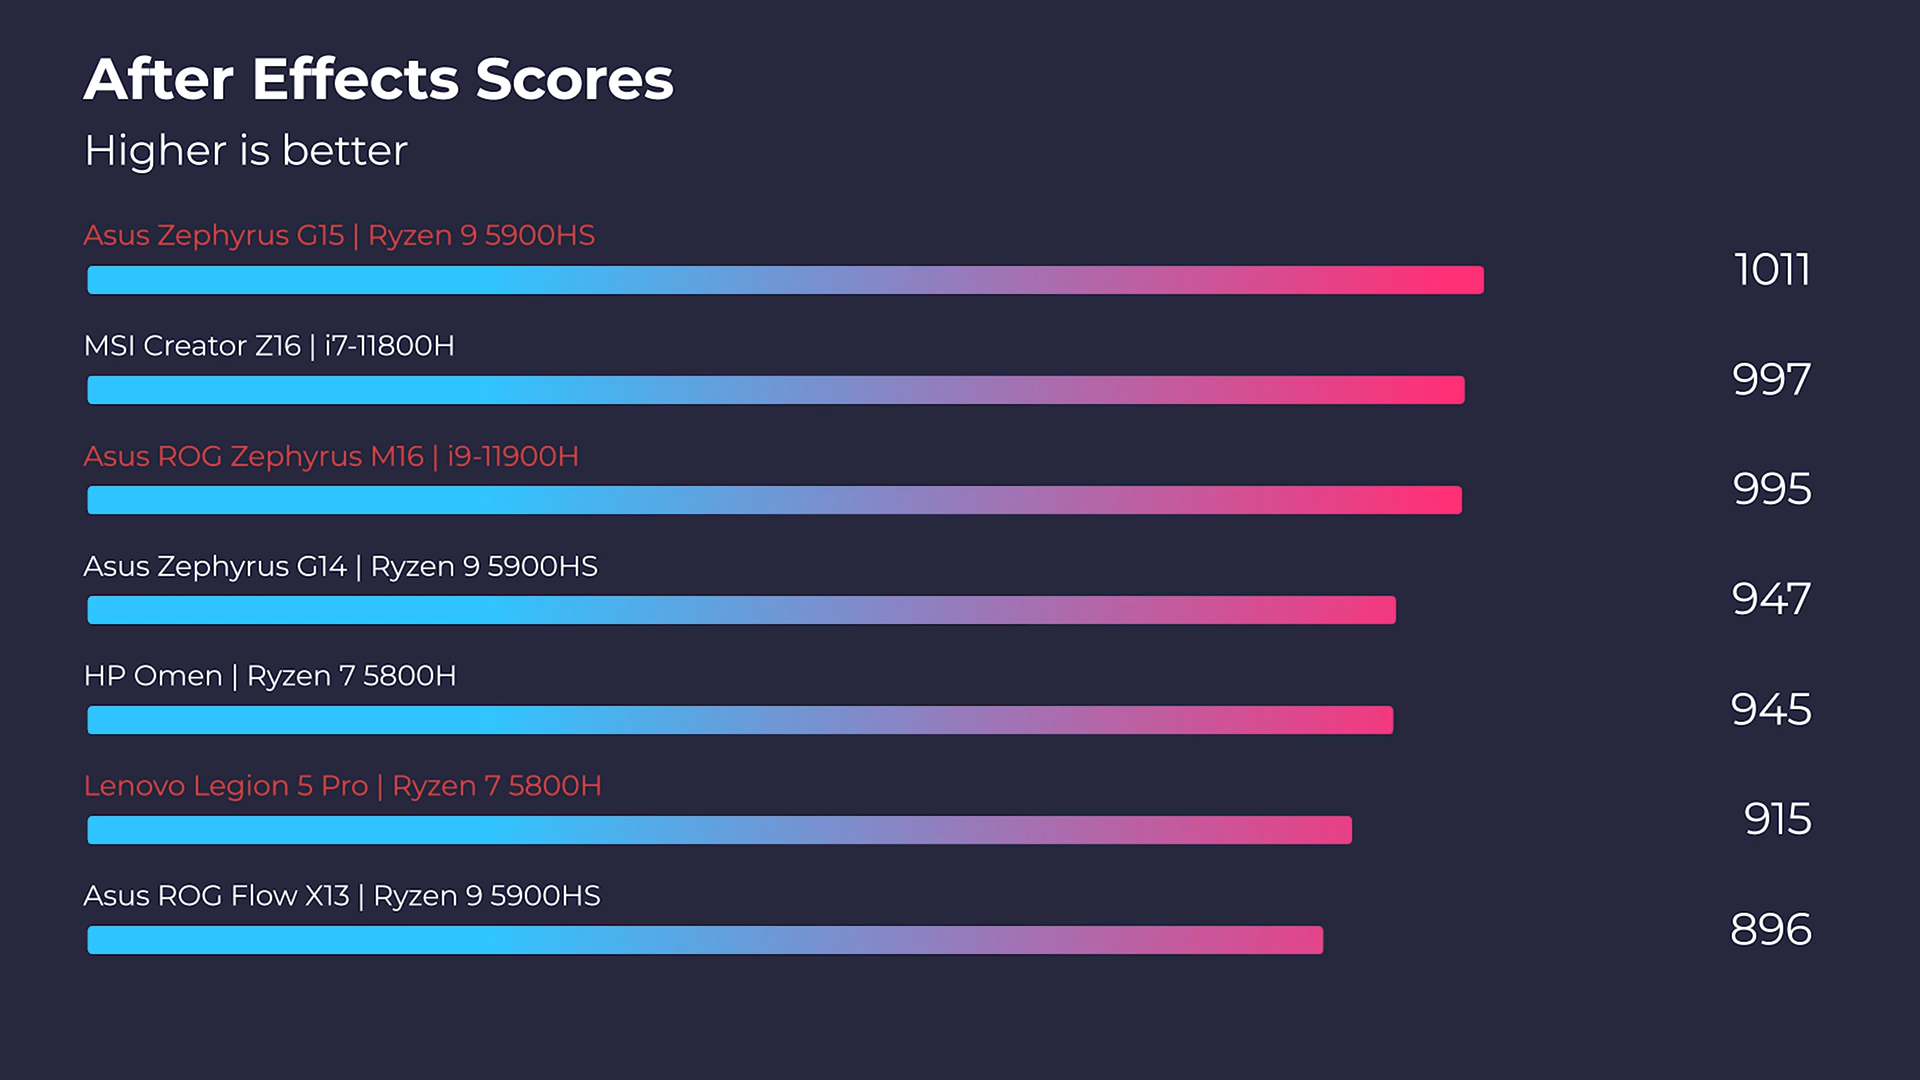 After Effects Scores
Higher is better
Asus Zephyrus G15 | Ryzen 9 5900HS
1011
MSI Creator Z16 | i7-11800H
997
Asus ROG Zephyrus M16 | i9-11900H
995
Asus Zephyrus G14 | Ryzen 9 5900HS
947
HP Omen | Ryzen 7 5800H
945
Lenovo Legion 5 Pro | Ryzen 7 5800H
915
Asus ROG Flow X13 | Ryzen 9 5900HS
896